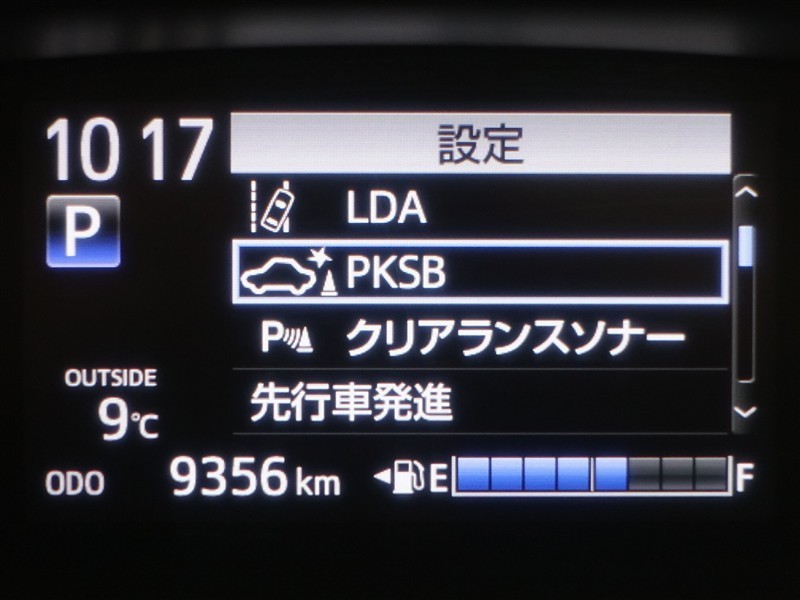 10 17
設定
P
LDA
PKSB
P クリアランスソナー
OUTSIDE
9℃
先行車発進
ODO 9356 km E F